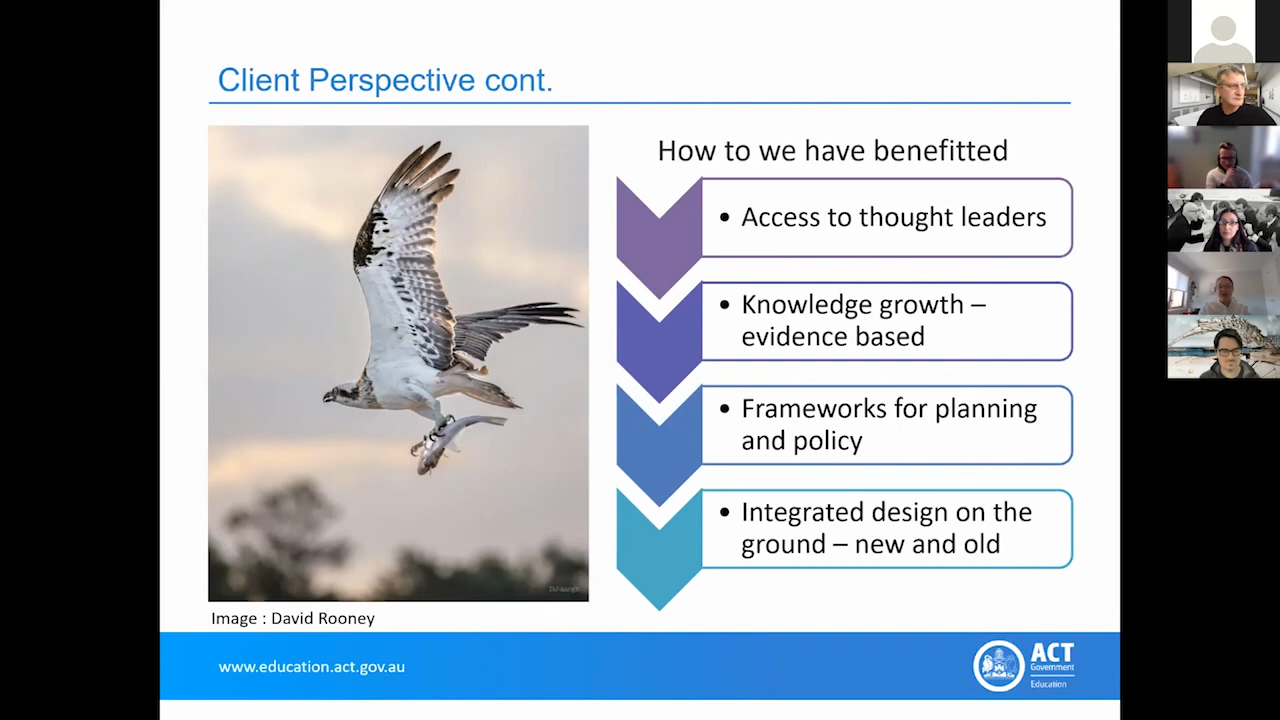 Client Perspective cont.
How to we have benefitted
• Access to thought leaders
• Knowledge growth –
evidence based
• Frameworks for planning
and policy
• Integrated design on the
ground – new and old
Image : David Rooney
www.education.act.gov.au
ACT
Government
Education